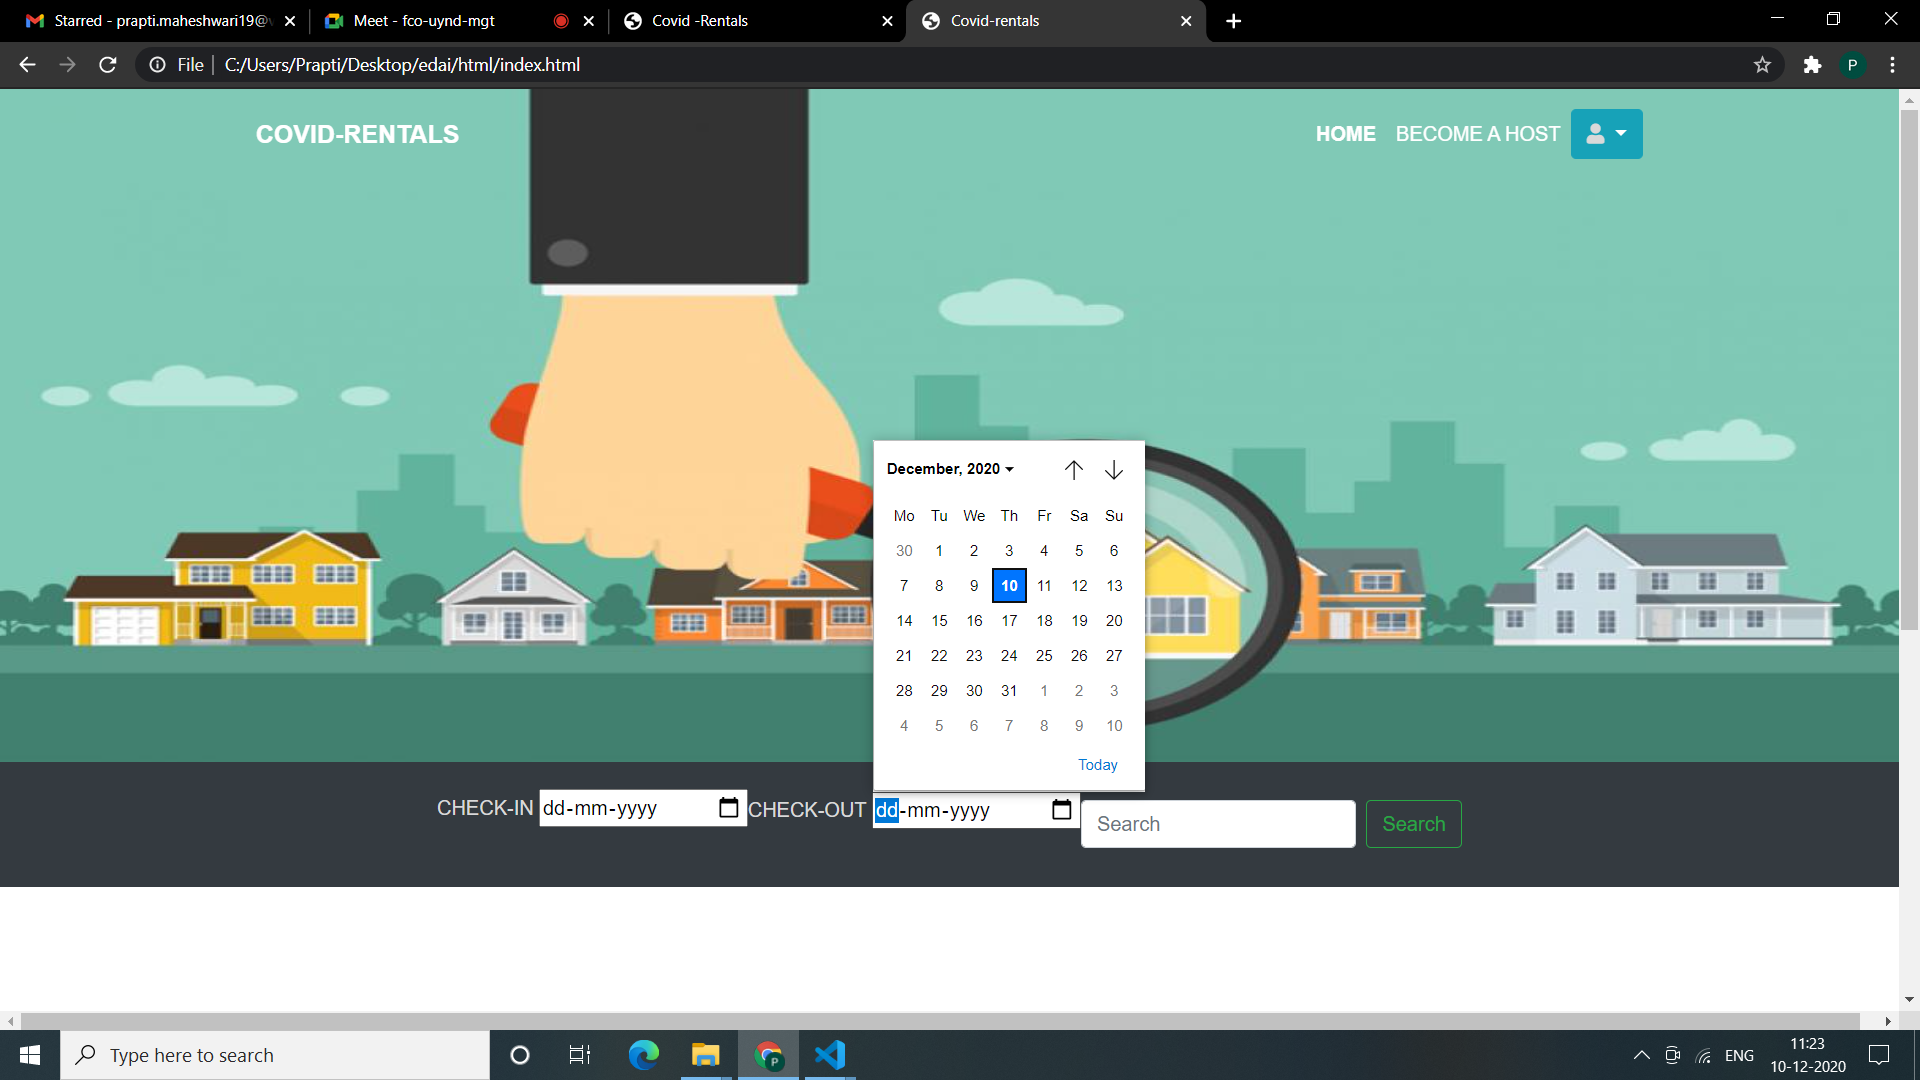 Starred - prapti.maheshwari19@v
Meet - fco-uynd-mgt
Covid -Rentals
Covid-rentals
File
C:/Users/Prapti/Desktop/edai/html/index.html
P
COVID-RENTALS
HOME
BECOME A HOST
December, 2020
Mo Tu We Th Fr Sa Su
30 1 2 3 4 5 6
7 8 9 10 11 12 13
14 15 16 17 18 19 20
21 22 23 24 25 26 27
28 29 30 31 1 2 3
4 5 6 7 8 9 10
Today
CHECK-IN dd-mm-yyyy CHECK-OUT dd-mm-yyyy Search Search
Type here to search
P
ENG
11:23
10-12-2020